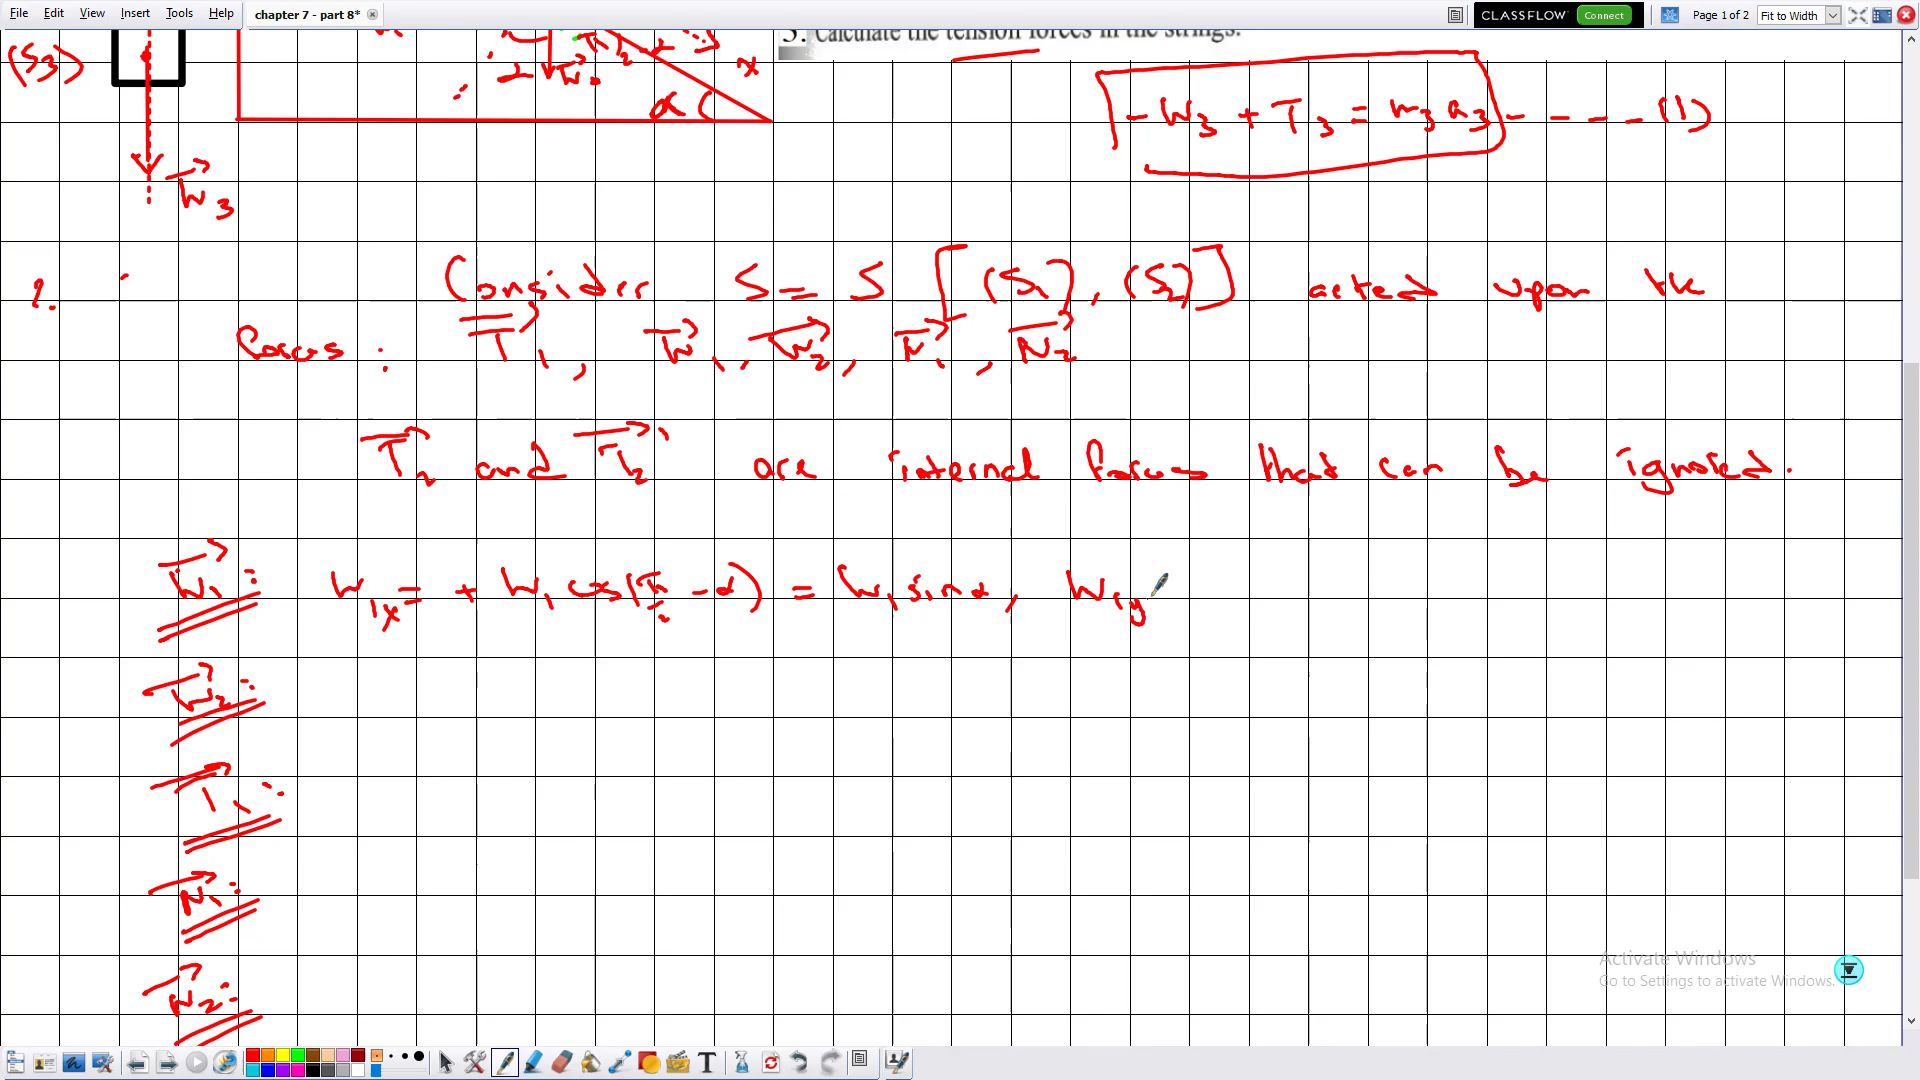 File Edit View Insert Tools Help chapter 7 - part 8* CLASSFLOW Connect Page 1 of 2 Fit to Width
3. Calculate the tension forces in the strings.
(S3)
W2
x
α
- W3 + T3 = m3 a3 - - - - (1)
W3
Consider S = S [(S1), (S2)] acted upon the
forces : T1, W1, W2, N1, N2
T2 and T2' are internal forces that can be ignored.
W1: W1x = + W1 cos(π/2 - α) = W1 sin α, W1y
W2:
T1:
N1:
N2:
Activate Windows
Go to Settings to activate Windows.
T